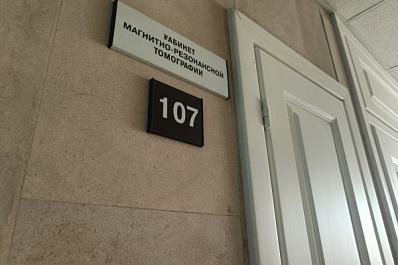 КАБИНЕТ
МАГНИТНО-РЕЗОНАНСНОЙ
ТОМОГРАФИИ
107